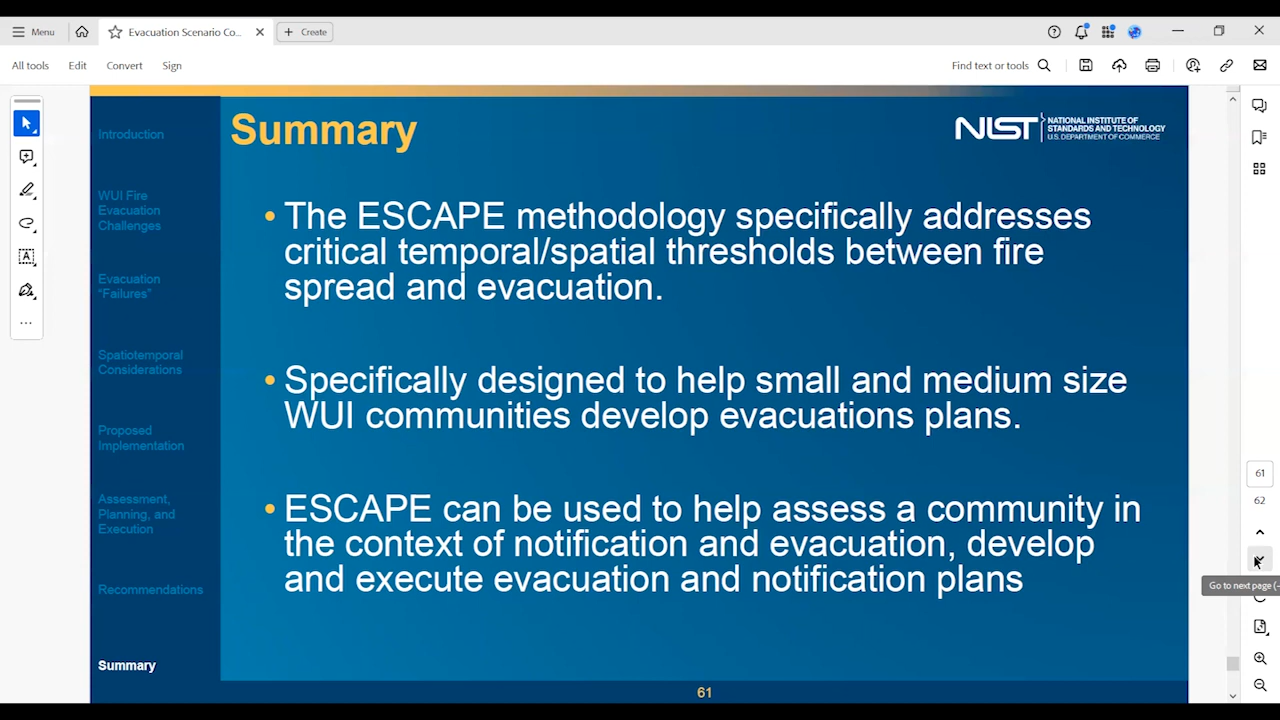 Menu
Evacuation Scenario Co...
Create
All tools
Edit
Convert
Sign
Find text or tools
Introduction
WUI Fire
Evacuation
Challenges
Evacuation
“Failures”
Spatiotemporal
Considerations
Proposed
Implementation
Assessment,
Planning, and
Execution
Recommendations
Summary
Summary
NIST
NATIONAL INSTITUTE OF
STANDARDS AND TECHNOLOGY
U.S. DEPARTMENT OF COMMERCE
• The ESCAPE methodology specifically addresses
critical temporal/spatial thresholds between fire
spread and evacuation.
• Specifically designed to help small and medium size
WUI communities develop evacuations plans.
• ESCAPE can be used to help assess a community in
the context of notification and evacuation, develop
and execute evacuation and notification plans
61
61
62
Go to next page (